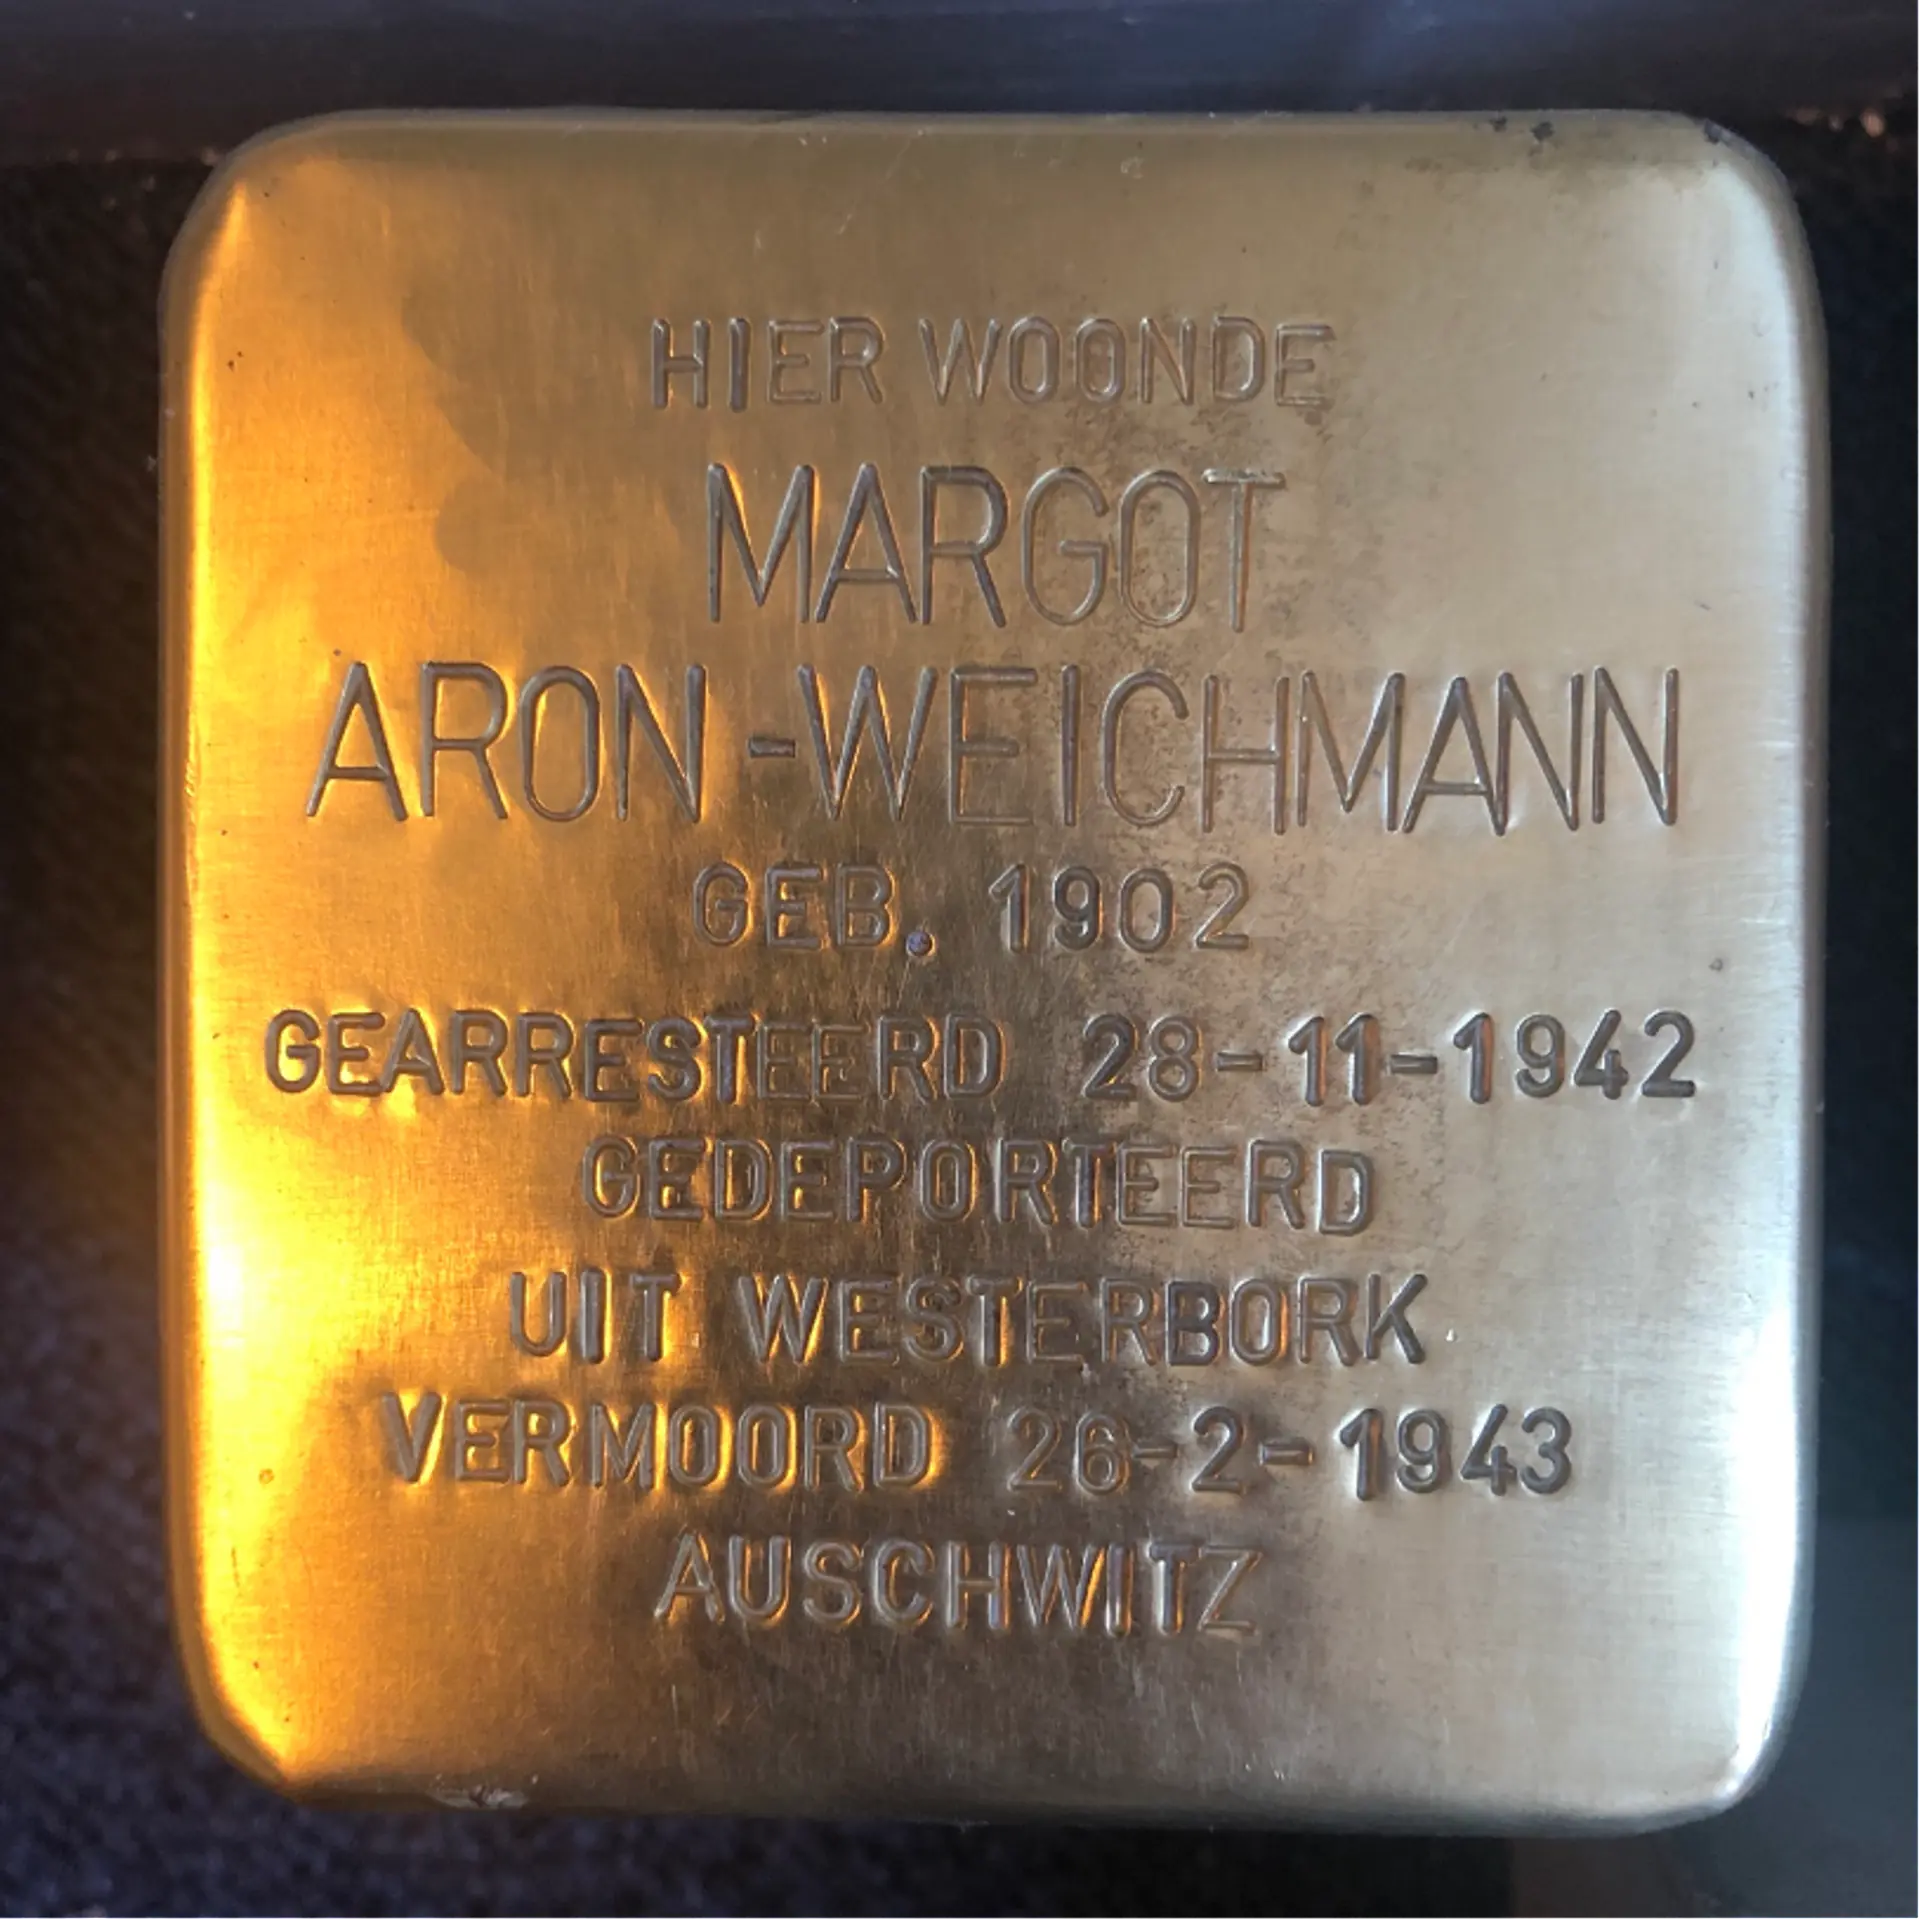 HIER WOONDE
MARGOT
ARON-WEICHMANN
GEB. 1902
GEARRESTEERD 28-11-1942
GEDEPORTEERD
UIT WESTERBORK
VERMOORD 26-2-1943
AUSCHWITZ